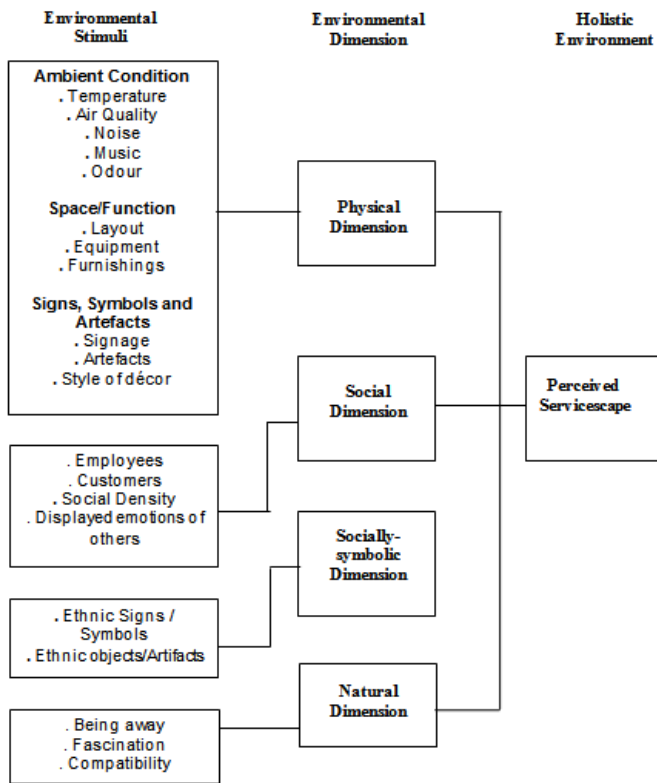 Environmental
Stimuli
Environmental
Dimension
Holistic
Environment
Ambient Condition
. Temperature
. Air Quality
. Noise
. Music
. Odour
Space/Function
. Layout
. Equipment
. Furnishings
Signs, Symbols and
Artefacts
. Signage
. Artefacts
. Style of décor
Physical
Dimension
. Employees
. Customers
. Social Density
. Displayed emotions of
others
Social
Dimension
. Ethnic Signs /
Symbols
. Ethnic objects/Artifacts
Socially-
symbolic
Dimension
. Being away
. Fascination
. Compatibility
Natural
Dimension
Perceived
Servicescape